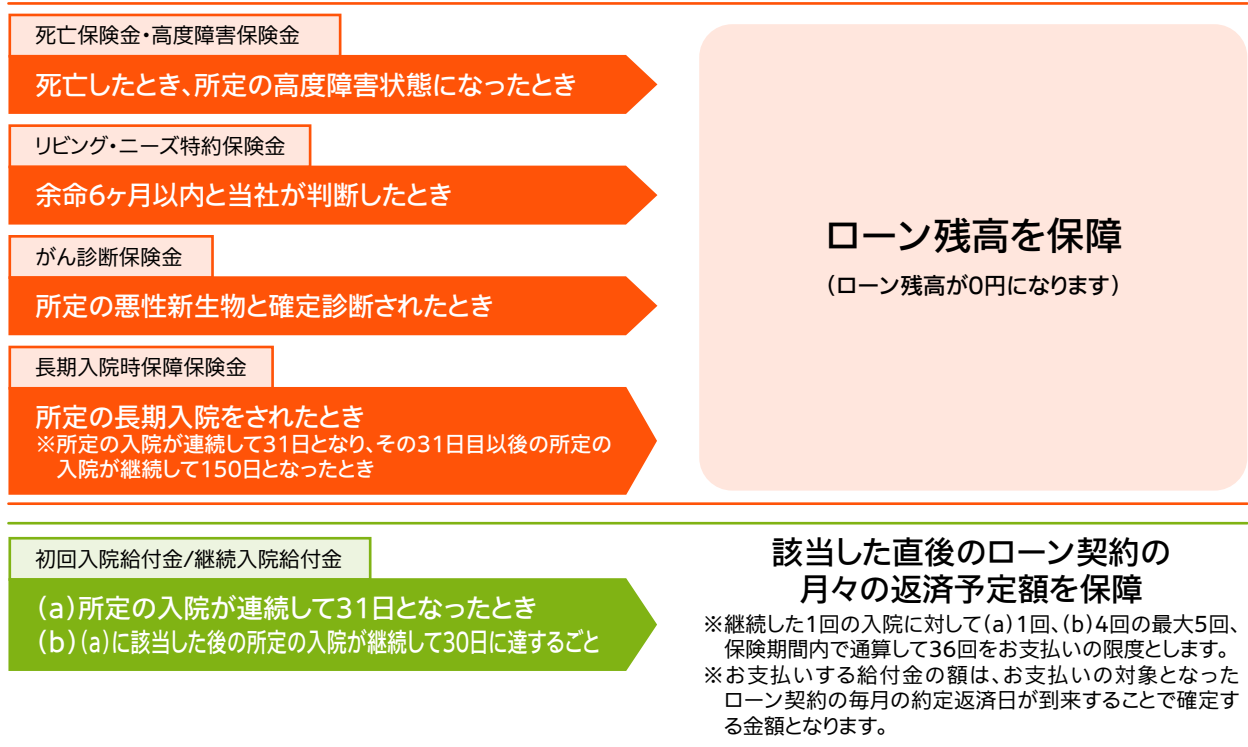 死亡保険金・高度障害保険金
死亡したとき、所定の高度障害状態になったとき
リビング・ニーズ特約保険金
余命6ヶ月以内と当社が判断したとき
がん診断保険金
所定の悪性新生物と確定診断されたとき
長期入院時保障保険金
所定の長期入院をされたとき
※所定の入院が連続して31日となり、その31日目以後の所定の
入院が継続して150日となったとき
ローン残高を保障
(ローン残高が0円になります)
初回入院給付金/継続入院給付金
(a)所定の入院が連続して31日となったとき
(b)(a)に該当した後の所定の入院が継続して30日に達するごと
該当した直後のローン契約の
月々の返済予定額を保障
※継続した1回の入院に対して(a)1回、(b)4回の最大5回、
保険期間内で通算して36回をお支払いの限度とします。
※お支払いする給付金の額は、お支払いの対象となった
ローン契約の毎月の約定返済日が到来することで確定す
る金額となります。